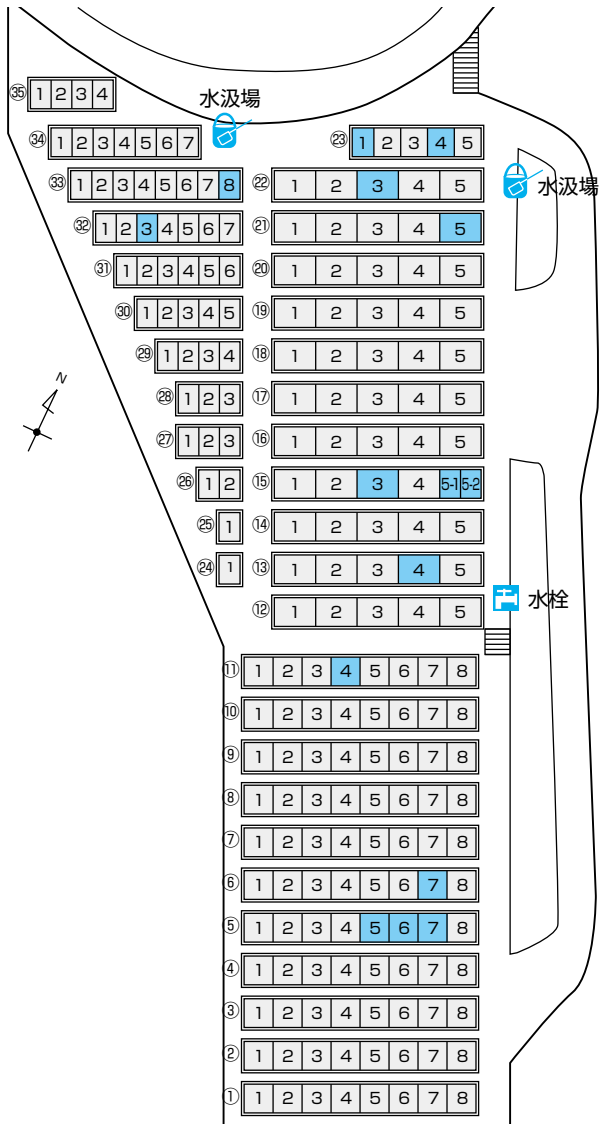 ㉟ 1 2 3 4
水汲場
㉞ 1 2 3 4 5 6 7
㉓ 1 2 3 4 5
㉝ 1 2 3 4 5 6 7 8
㉒ 1 2 3 4 5
水汲場
㉜ 1 2 3 4 5 6 7
㉑ 1 2 3 4 5
㉛ 1 2 3 4 5 6
⑳ 1 2 3 4 5
㉚ 1 2 3 4 5
⑲ 1 2 3 4 5
㉙ 1 2 3 4
⑱ 1 2 3 4 5
N
㉘ 1 2 3
⑰ 1 2 3 4 5
㉗ 1 2 3
⑯ 1 2 3 4 5
㉖ 1 2
⑮ 1 2 3 4 5-1 5-2
㉕ 1
⑭ 1 2 3 4 5
㉔ 1
⑬ 1 2 3 4 5
⑫ 1 2 3 4 5
水栓
⑪ 1 2 3 4 5 6 7 8
⑩ 1 2 3 4 5 6 7 8
⑨ 1 2 3 4 5 6 7 8
⑧ 1 2 3 4 5 6 7 8
⑦ 1 2 3 4 5 6 7 8
⑥ 1 2 3 4 5 6 7 8
⑤ 1 2 3 4 5 6 7 8
④ 1 2 3 4 5 6 7 8
③ 1 2 3 4 5 6 7 8
② 1 2 3 4 5 6 7 8
① 1 2 3 4 5 6 7 8